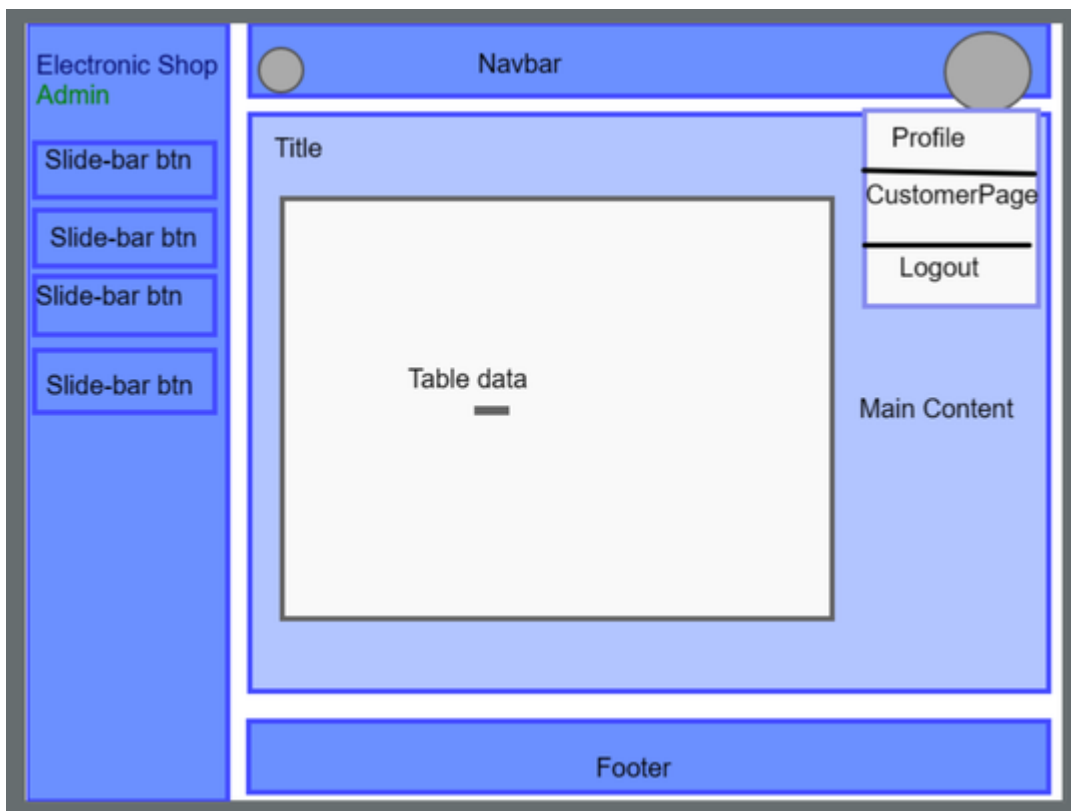 Electronic Shop
Admin
Slide-bar btn
Slide-bar btn
Slide-bar btn
Slide-bar btn
Navbar
Title
Profile
CustomerPage
Logout
Table data
Main Content
Footer